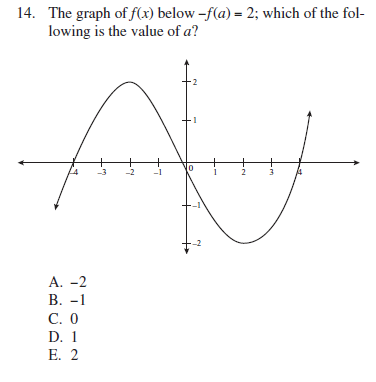 14. The graph of f(x) below –f(a) = 2; which of the fol-
lowing is the value of a?
2
1
-4 -3 -2 -1 0 1 2 3 4
-1
-2
A. –2
B. –1
C. 0
D. 1
E. 2